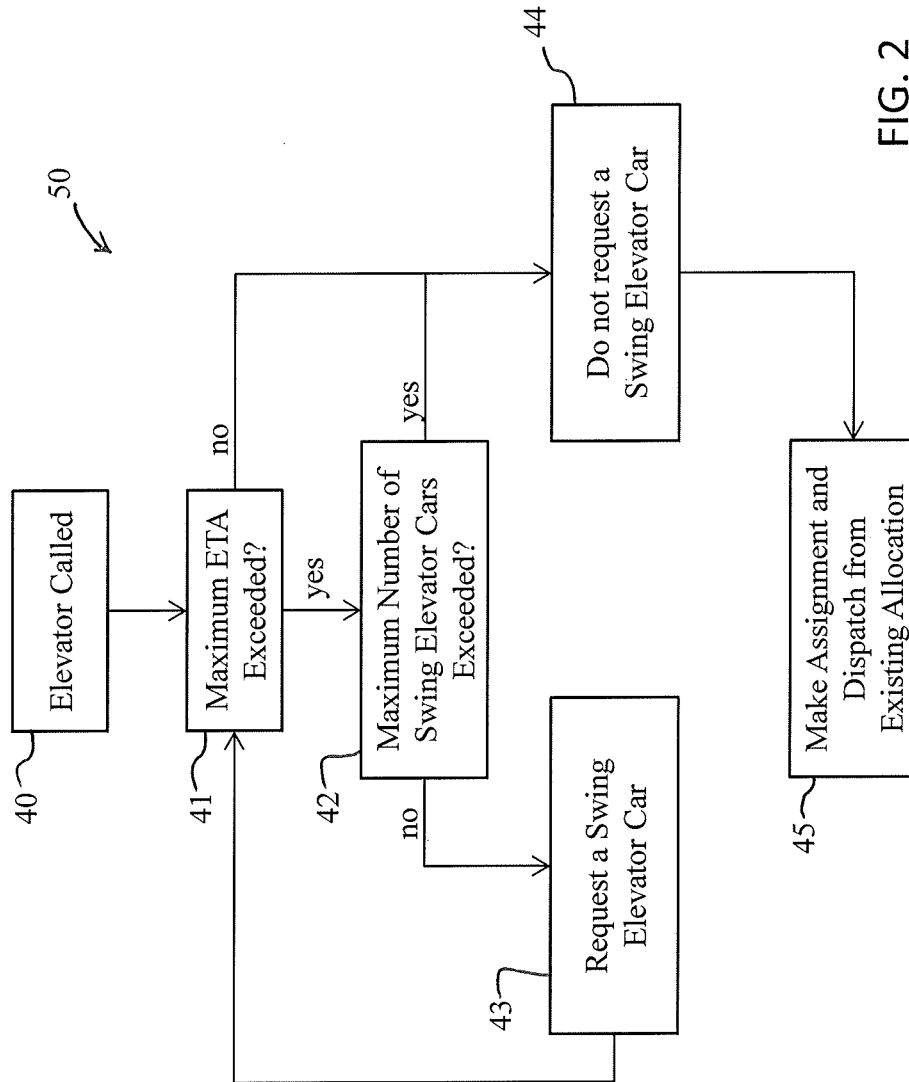 50
Elevator Called
40
Maximum ETA
Exceeded?
41
no
yes
Maximum Number of
Swing Elevator Cars
Exceeded?
42
yes
no
Request a Swing
Elevator Car
43
Do not request a
Swing Elevator Car
44
Make Assignment and
Dispatch from
Existing Allocation
45
FIG. 2